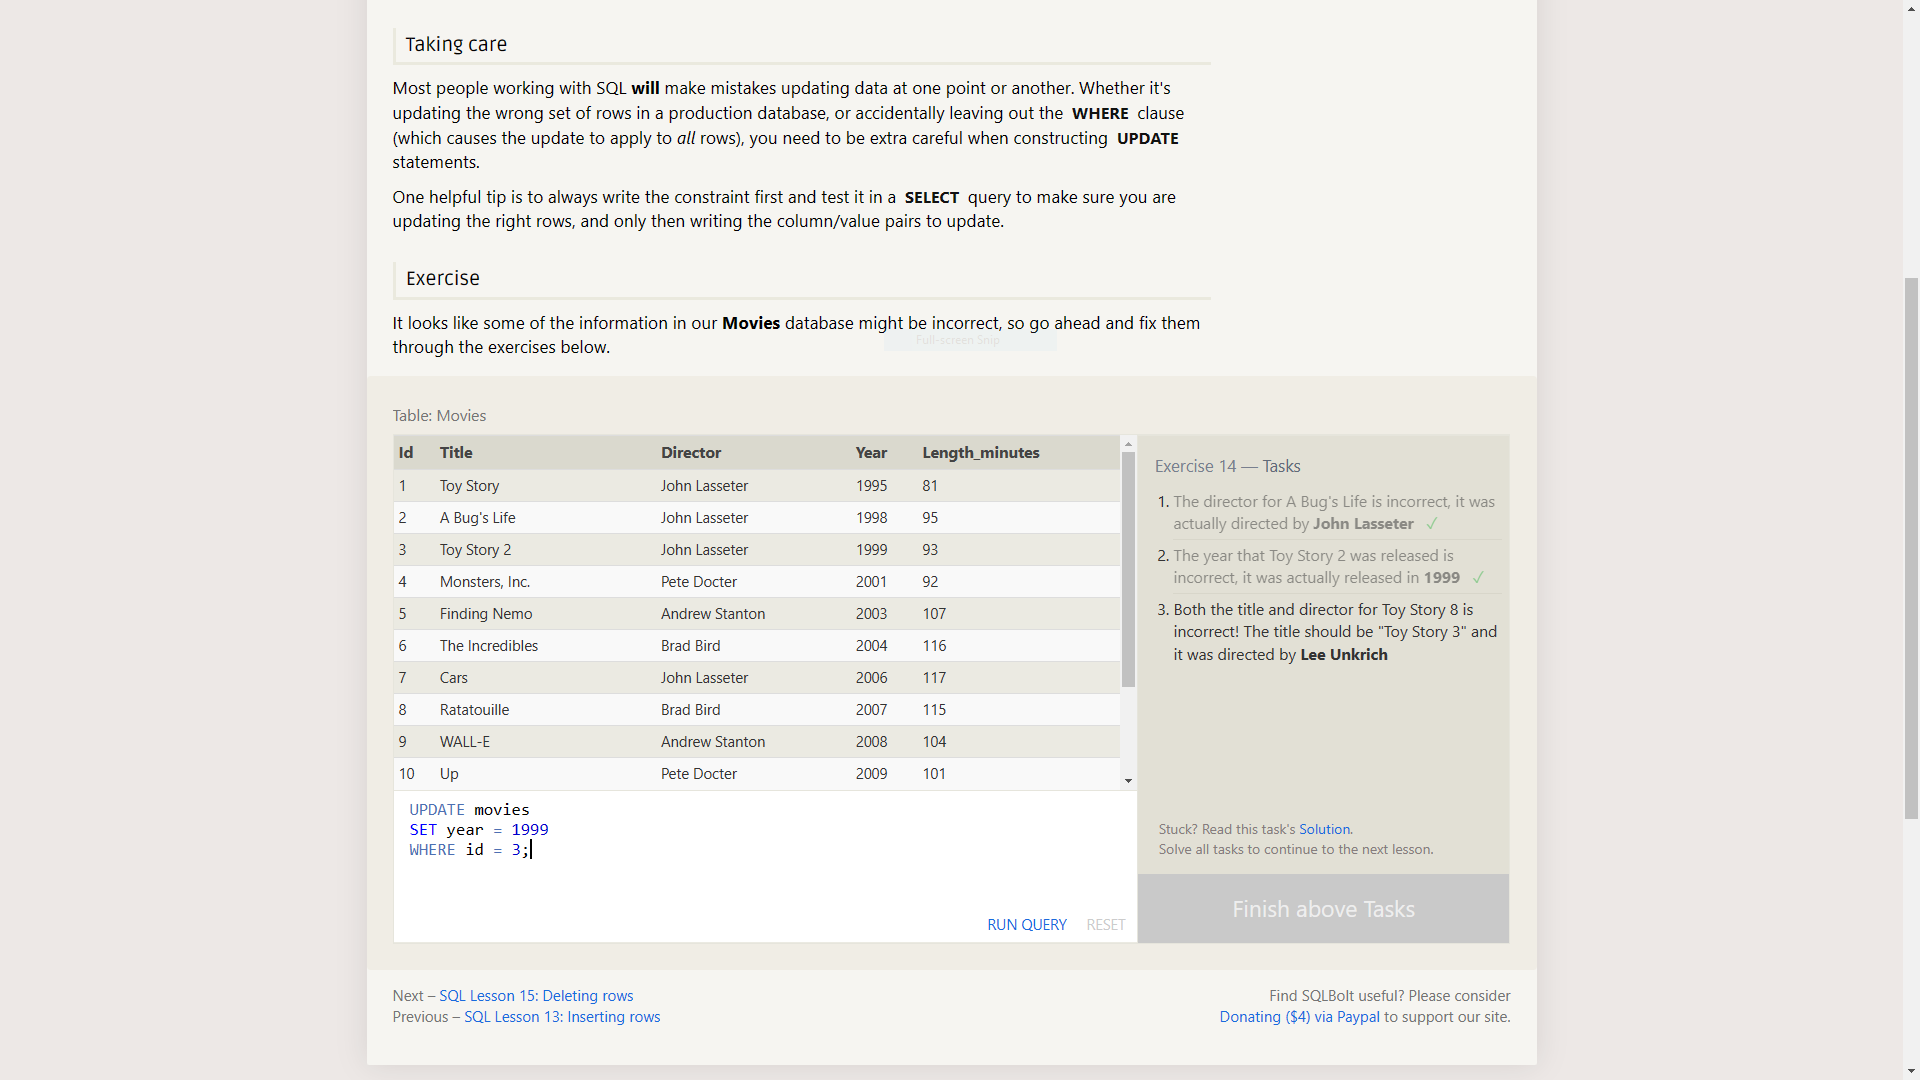 Taking care
Most people working with SQL will make mistakes updating data at one point or another. Whether it's
updating the wrong set of rows in a production database, or accidentally leaving out the WHERE clause
(which causes the update to apply to all rows), you need to be extra careful when constructing UPDATE
statements.
One helpful tip is to always write the constraint first and test it in a SELECT query to make sure you are
updating the right rows, and only then writing the column/value pairs to update.
Exercise
It looks like some of the information in our Movies database might be incorrect, so go ahead and fix them
through the exercises below.
Full-screen Snip
Table: Movies
Id Title Director Year Length_minutes
1 Toy Story John Lasseter 1995 81
2 A Bug's Life John Lasseter 1998 95
3 Toy Story 2 John Lasseter 1999 93
4 Monsters, Inc. Pete Docter 2001 92
5 Finding Nemo Andrew Stanton 2003 107
6 The Incredibles Brad Bird 2004 116
7 Cars John Lasseter 2006 117
8 Ratatouille Brad Bird 2007 115
9 WALL-E Andrew Stanton 2008 104
10 Up Pete Docter 2009 101
UPDATE movies
SET year = 1999
WHERE id = 3;
RUN QUERY RESET
Exercise 14 — Tasks
1. The director for A Bug's Life is incorrect, it was
actually directed by John Lasseter ✓
2. The year that Toy Story 2 was released is
incorrect, it was actually released in 1999 ✓
3. Both the title and director for Toy Story 8 is
incorrect! The title should be "Toy Story 3" and
it was directed by Lee Unkrich
Stuck? Read this task's Solution.
Solve all tasks to continue to the next lesson.
Finish above Tasks
Next – SQL Lesson 15: Deleting rows
Previous – SQL Lesson 13: Inserting rows
Find SQLBolt useful? Please consider
Donating ($4) via Paypal to support our site.